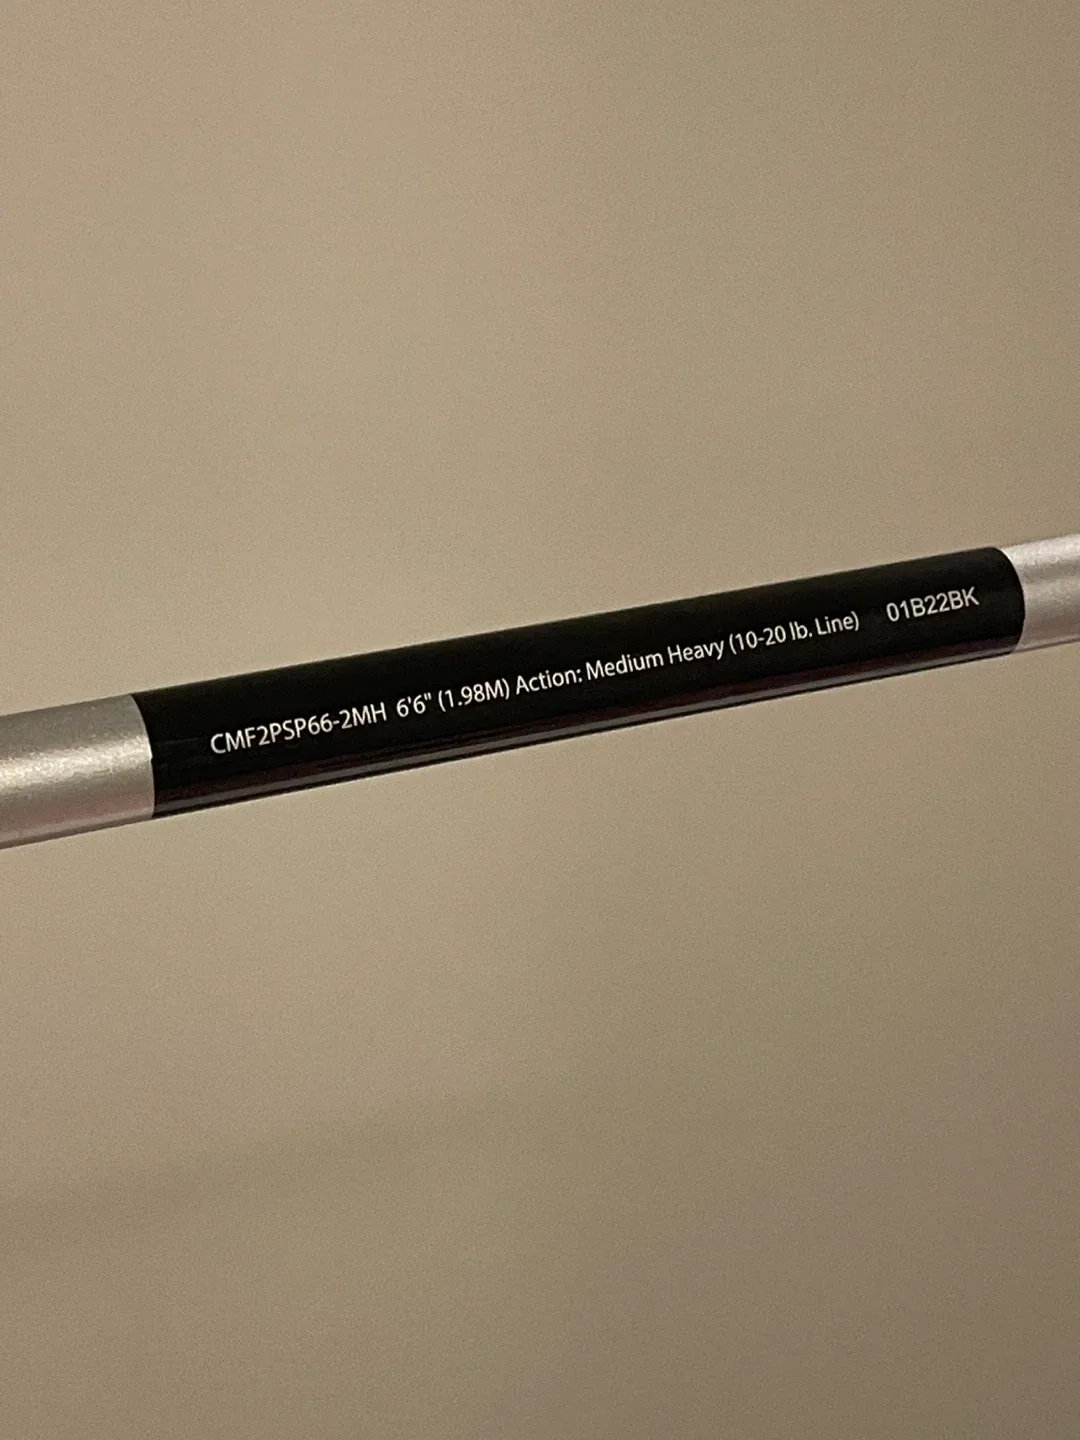 CMF2PSP66-2MH 6'6" (1.98M) Action: Medium Heavy (10-20 lb. Line) 01B22BK